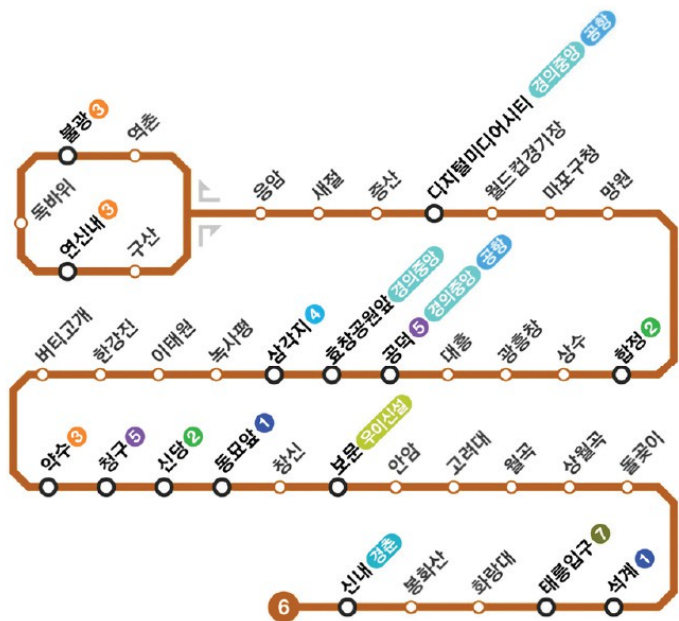 불광 3
역촌
독바위
연신내 3
구산
응암
새절
증산
디지털미디어시티 경의중앙 공항
월드컵경기장
마포구청
망원
버티고개
한강진
이태원
녹사평
삼각지 4
효창공원앞 경의중앙
공덕 5 경의중앙 공항
대흥
광흥창
상수
합정 2
약수 3
청구 5
신당 2
동묘앞 1
창신
보문 우이신설
안암
고려대
월곡
상월곡
돌곶이
6
신내 경춘
봉화산
화랑대
태릉입구 7
석계 1